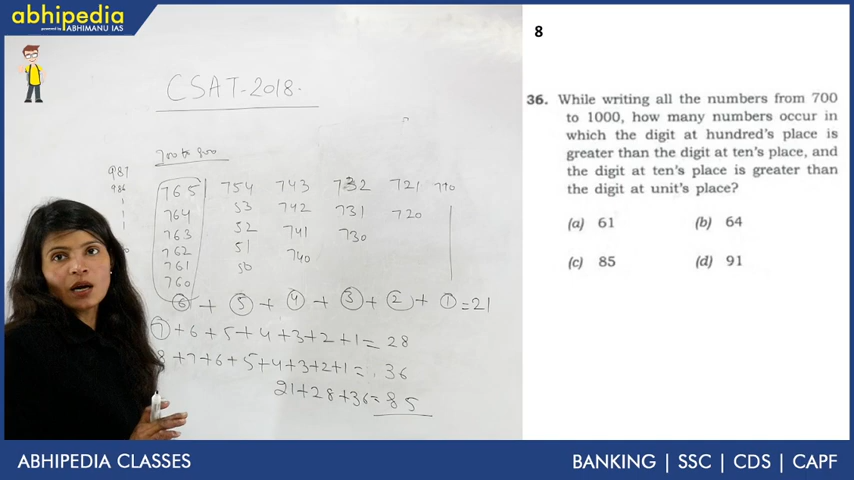 abhipedia
powered by ABHIMANU IAS
8
CSAT-2018.
700 to 800
987
986
765 754 743 732 721 710
764 53 742 731 720
763 52 741 730
762 51 740
761 50
760
6 + 5 + 4 + 3 + 2 + 1 = 21
7 + 6 + 5 + 4 + 3 + 2 + 1 = 28
8 + 7 + 6 + 5 + 4 + 3 + 2 + 1 = 36
21 + 28 + 36 = 85
36. While writing all the numbers from 700
to 1000, how many numbers occur in
which the digit at hundred's place is
greater than the digit at ten's place, and
the digit at ten's place is greater than
the digit at unit's place?
(a) 61 (b) 64
(c) 85 (d) 91
ABHIPEDIA CLASSES
BANKING | SSC | CDS | CAPF